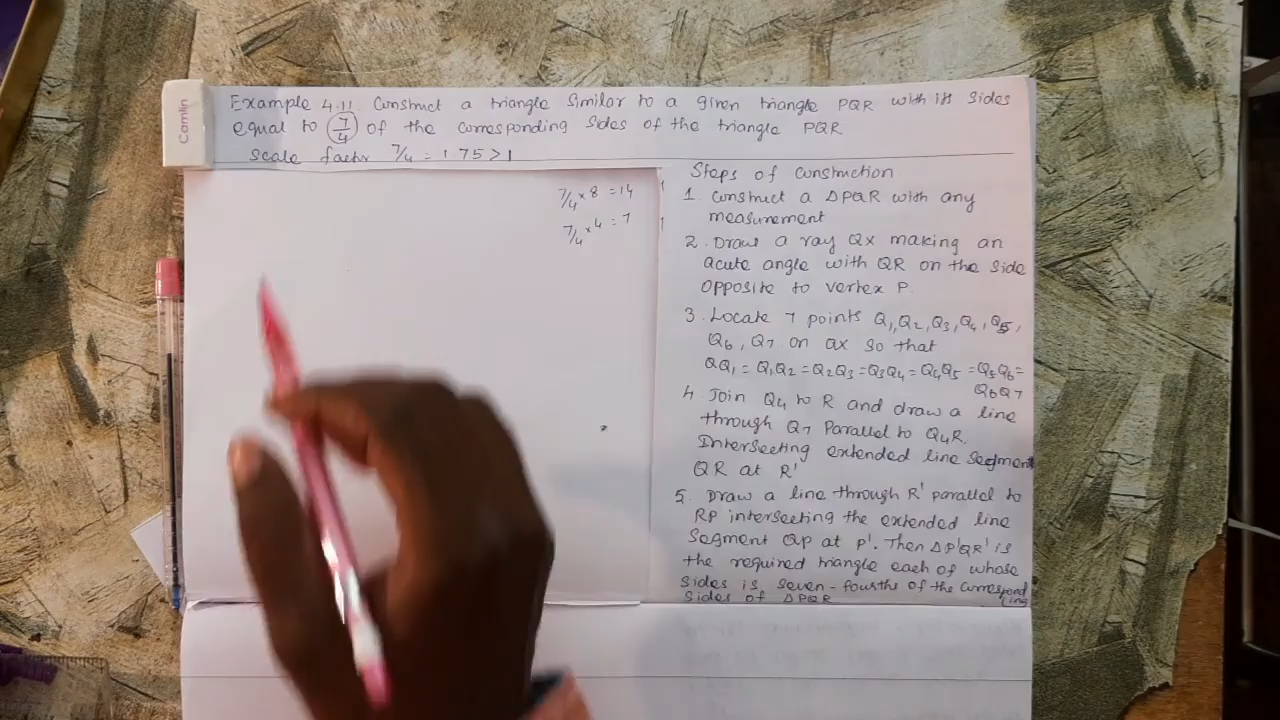 Camlin
Example 4.11. Construct a triangle similar to a given triangle PQR with its sides
equal to 7/4 of the corresponding sides of the triangle PQR
Scale factor 7/4 = 1 75 > 1
7/4 × 8 = 14
7/4 × 4 = 7
Steps of construction
1. Construct a ΔPQR with any
measurement
2. Draw a ray Qx making an
acute angle with QR on the side
opposite to vertex P.
3. Locate 7 points Q1, Q2, Q3, Q4, Q5,
Q6, Q7 on ax so that
QQ1 = Q1Q2 = Q2Q3 = Q3Q4 = Q4Q5 = Q5Q6 =
Q6Q7
4. Join Q4 to R and draw a line
through Q7 Parallel to Q4R.
Intersecting extended line segment
QR at R'
5. Draw a line through R' parallel to
RP intersecting the extended line
segment QP at P'. Then ΔP'QR' is
the required triangle each of whose
sides is seven-fourths of the correspond
ing
sides of ΔPQR